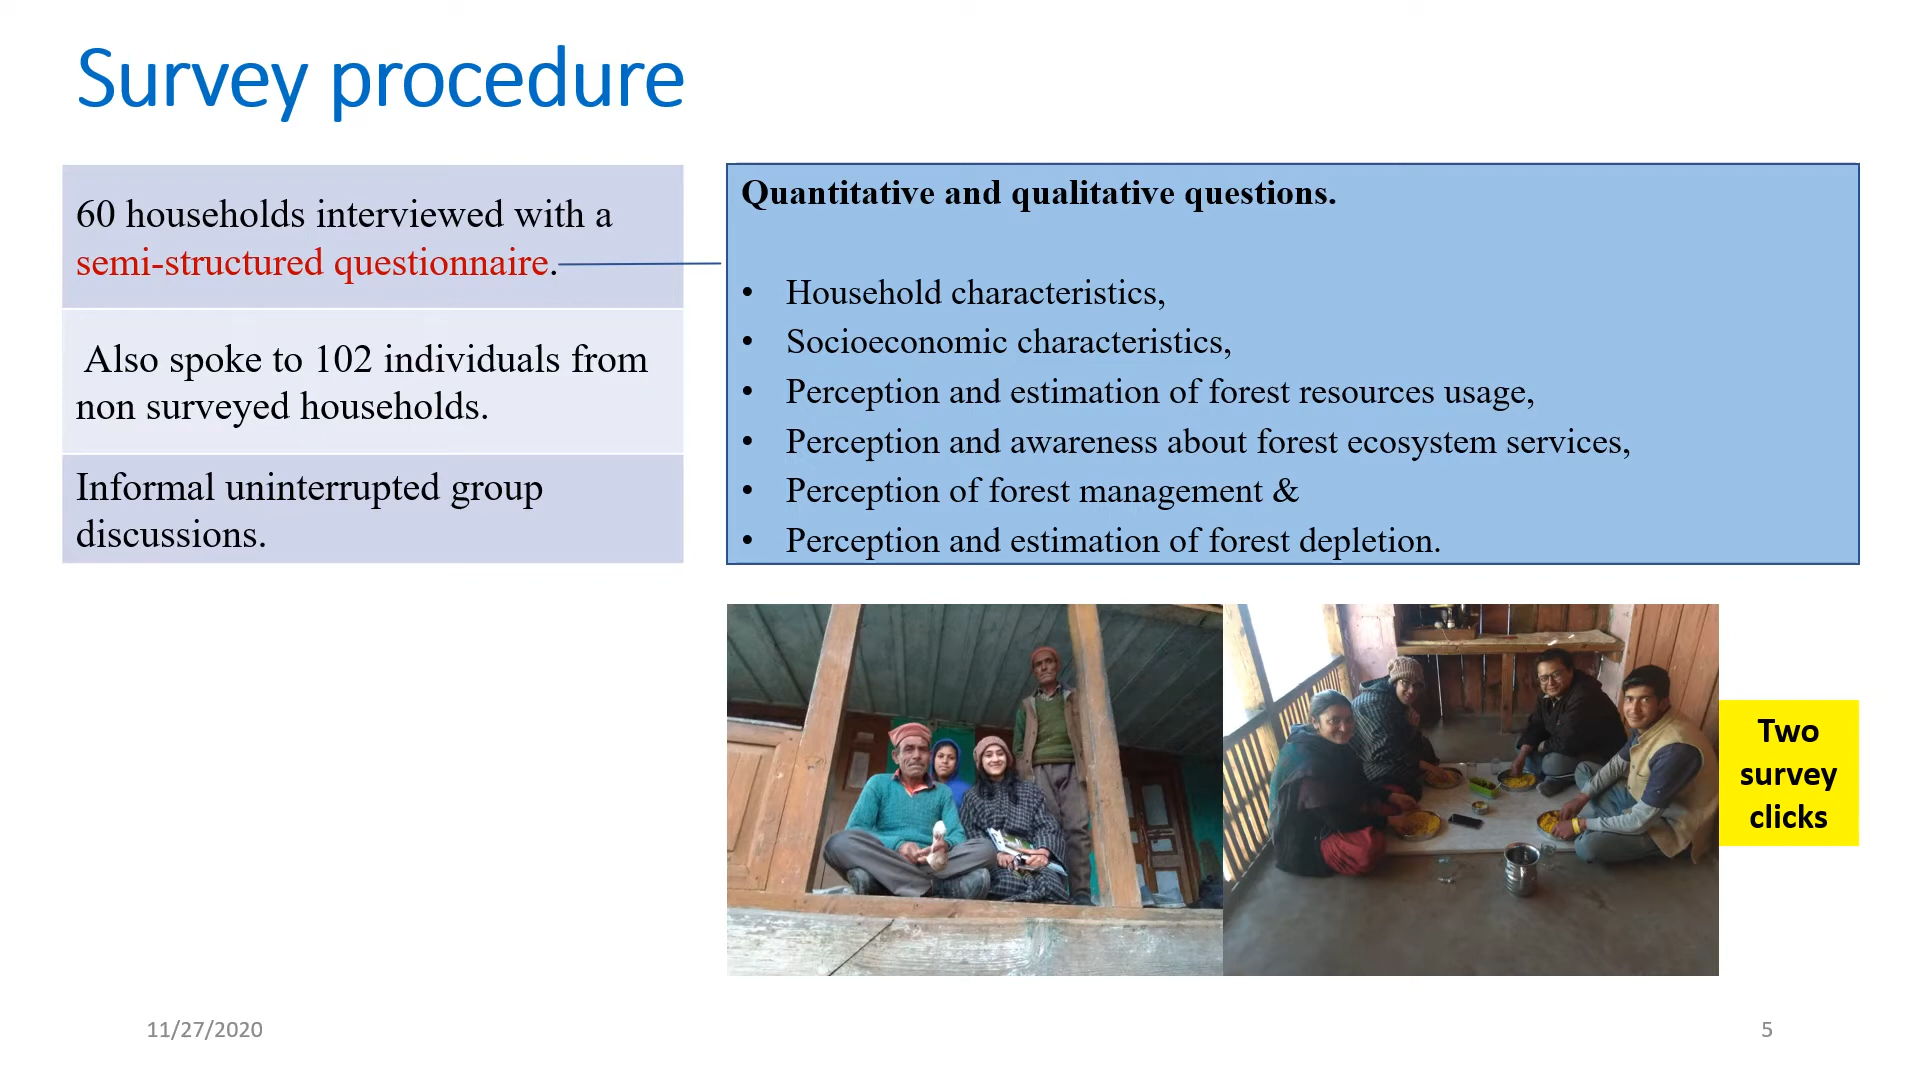 Survey procedure
60 households interviewed with a
semi-structured questionnaire.
Also spoke to 102 individuals from
non surveyed households.
Informal uninterrupted group
discussions.
Quantitative and qualitative questions.
• Household characteristics,
• Socioeconomic characteristics,
• Perception and estimation of forest resources usage,
• Perception and awareness about forest ecosystem services,
• Perception of forest management &
• Perception and estimation of forest depletion.
Two
survey
clicks
11/27/2020
5